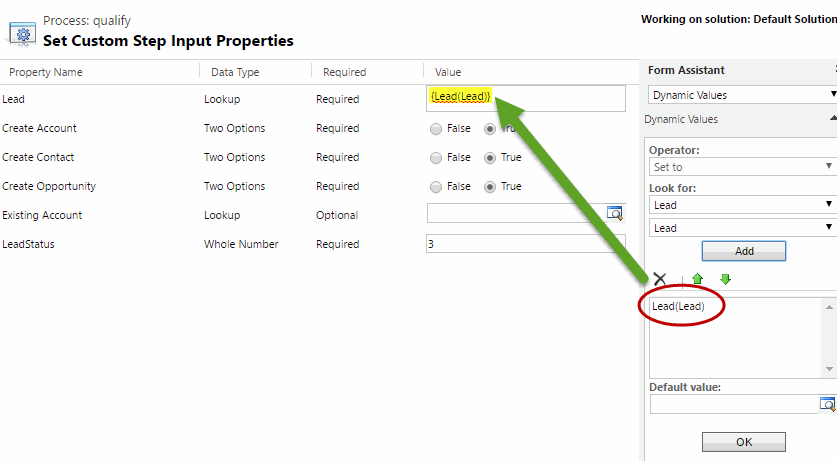 Process: qualify
Working on solution: Default Solution
Set Custom Step Input Properties
Property Name Data Type Required Value
Lead Lookup Required {Lead(Lead)}
Create Account Two Options Required False True
Create Contact Two Options Required False True
Create Opportunity Two Options Required False True
Existing Account Lookup Optional
LeadStatus Whole Number Required 3
Form Assistant
Dynamic Values
Dynamic Values
Operator:
Set to
Look for:
Lead
Lead
Add
Lead(Lead)
Default value:
OK